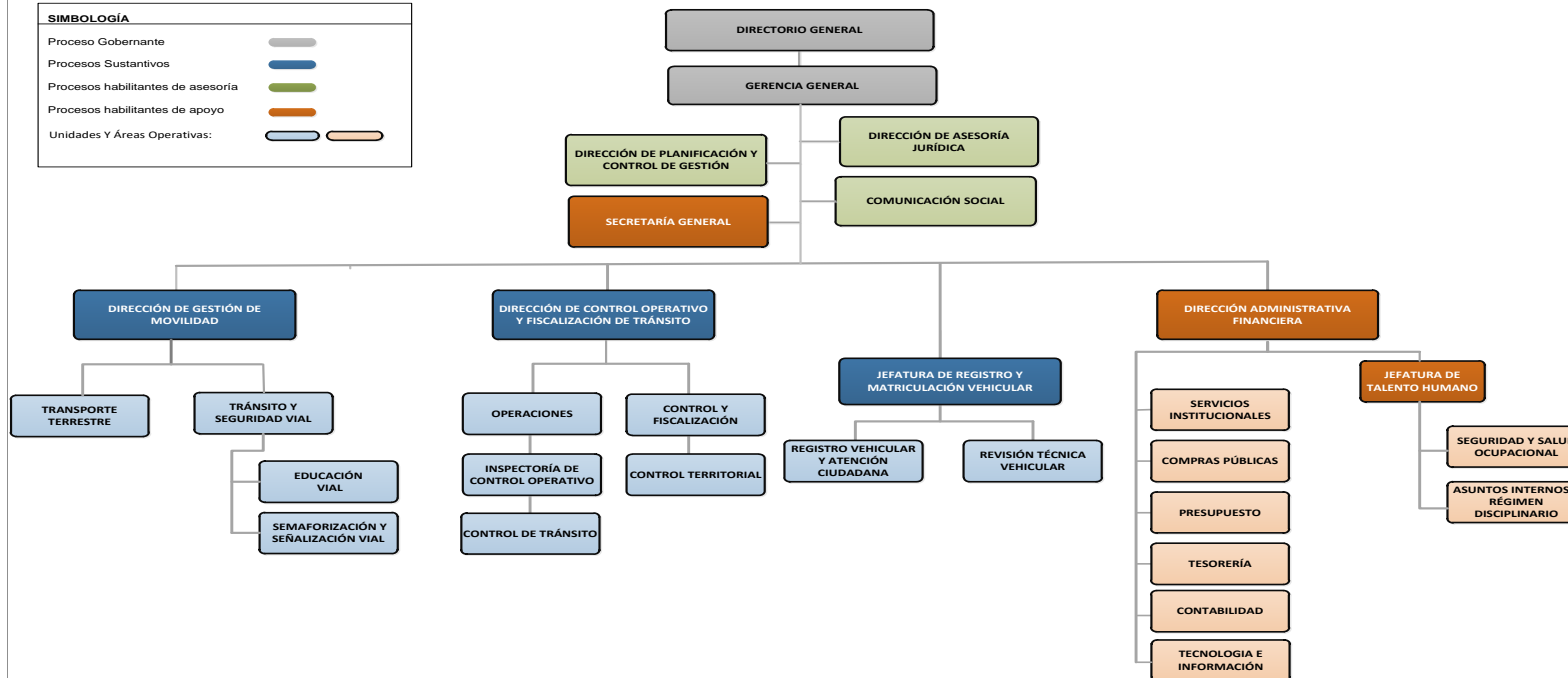 SIMBOLOGÍA
Proceso Gobernante
Procesos Sustantivos
Procesos habilitantes de asesoría
Procesos habilitantes de apoyo
Unidades Y Áreas Operativas:
DIRECTORIO GENERAL
GERENCIA GENERAL
DIRECCIÓN DE ASESORÍA
JURÍDICA
DIRECCIÓN DE PLANIFICACIÓN Y
CONTROL DE GESTIÓN
COMUNICACIÓN SOCIAL
SECRETARÍA GENERAL
DIRECCIÓN DE GESTIÓN DE
MOVILIDAD
DIRECCIÓN DE CONTROL OPERATIVO
Y FISCALIZACIÓN DE TRÁNSITO
DIRECCIÓN ADMINISTRATIVA
FINANCIERA
JEFATURA DE REGISTRO Y
MATRICULACIÓN VEHICULAR
JEFATURA DE
TALENTO HUMANO
TRANSPORTE
TERRESTRE
TRÁNSITO Y
SEGURIDAD VIAL
EDUCACIÓN
VIAL
SEMAFORIZACIÓN Y
SEÑALIZACIÓN VIAL
OPERACIONES
INSPECTORÍA DE
CONTROL OPERATIVO
CONTROL DE TRÁNSITO
CONTROL Y
FISCALIZACIÓN
CONTROL TERRITORIAL
REGISTRO VEHICULAR
Y ATENCIÓN
CIUDADANA
REVISIÓN TÉCNICA
VEHICULAR
SERVICIOS
INSTITUCIONALES
COMPRAS PÚBLICAS
PRESUPUESTO
TESORERÍA
CONTABILIDAD
TECNOLOGIA E
INFORMACIÓN
SEGURIDAD Y
OCUPACIONAL
ASUNTOS INTERNOS
RÉGIMEN
DISCIPLINARIO